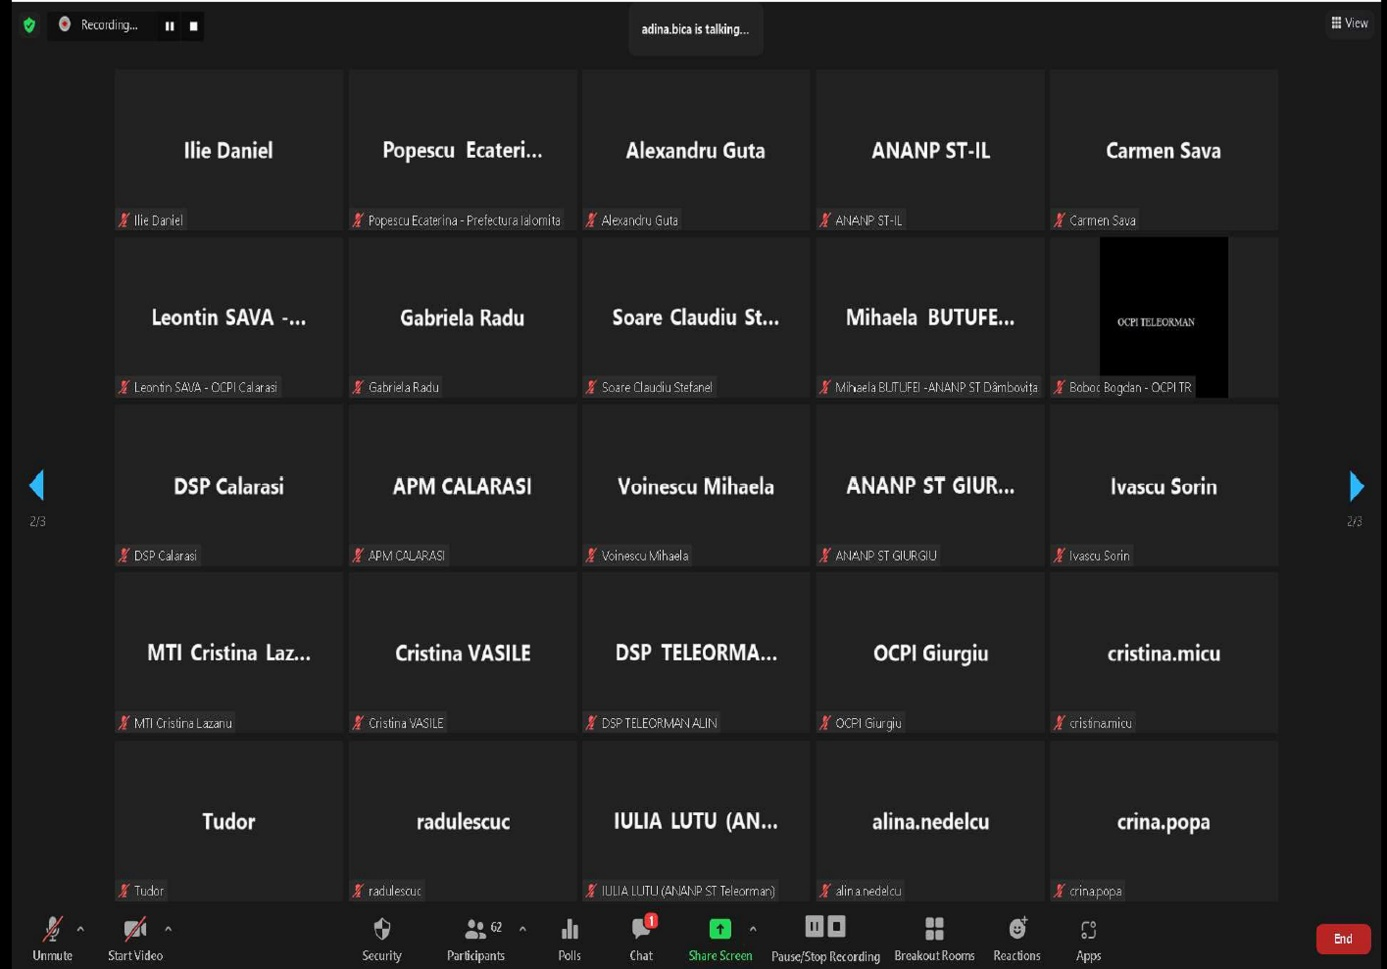 Recording...
adina.bica is talking...
View
Ilie Daniel
Popescu Ecateri...
Alexandru Guta
ANANP ST-IL
Carmen Sava
Ilie Daniel
Popescu Ecaterina - Prefectura Ialomita
Alexandru Guta
ANANP ST-IL
Carmen Sava
Leontin SAVA -...
Gabriela Radu
Soare Claudiu St...
Mihaela BUTUFE...
OCPI TELEORMAN
Leontin SAVA - OCPI Calarasi
Gabriela Radu
Soare Claudiu Stefanel
Mihaela BUTUFEI -ANANP ST Dâmbovița
Boboc Bogdan - OCPI TR
DSP Calarasi
APM CALARASI
Voinescu Mihaela
ANANP ST GIUR...
Ivascu Sorin
2/3
2/3
DSP Calarasi
APM CALARASI
Voinescu Mihaela
ANANP ST GIURGIU
Ivascu Sorin
MTI Cristina Laz...
Cristina VASILE
DSP TELEORMA...
OCPI Giurgiu
cristina.micu
MTI Cristina Lazanu
Cristina VASILE
DSP TELEORMAN ALIN
OCPI Giurgiu
cristina.micu
Tudor
radulescuc
IULIA LUTU (AN...
alina.nedelcu
crina.popa
Tudor
radulescuc
IULIA LUTU (ANANP ST Teleorman)
alina.nedelcu
crina.popa
62
1
Unmute
Start Video
Security
Participants
Polls
Chat
Share Screen
Pause/Stop Recording
Breakout Rooms
Reactions
Apps
End